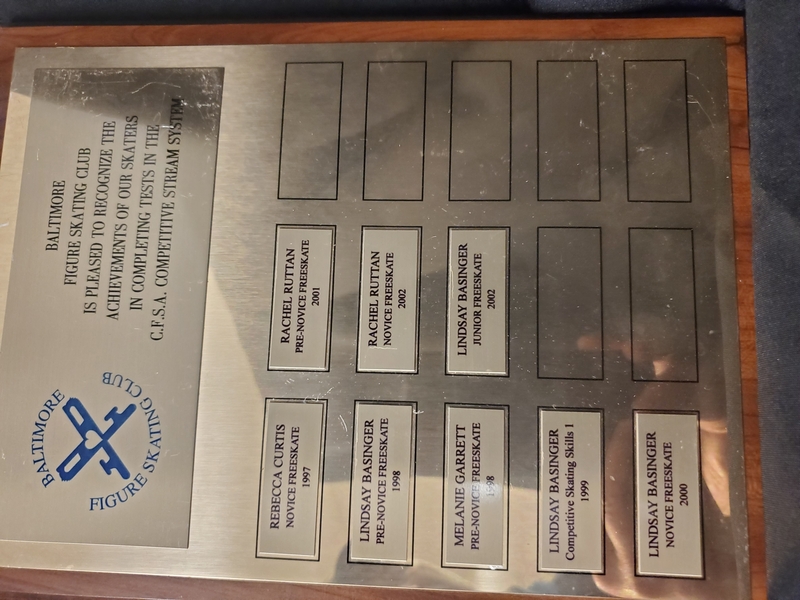 BALTIMORE
FIGURE SKATING CLUB
IS PLEASED TO RECOGNIZE THE
ACHIEVEMENTS OF OUR SKATERS
IN COMPLETING TESTS IN THE
C.F.S.A. COMPETITIVE STREAM SYSTEM
BALTIMORE
FIGURE SKATING CLUB
REBECCA CURTIS
NOVICE FREESKATE
1997
LINDSAY BASINGER
PRE-NOVICE FREESKATE
1998
MELANIE GARRETT
PRE-NOVICE FREESKATE
1998
LINDSAY BASINGER
Competitive Skating Skills 1
1999
LINDSAY BASINGER
NOVICE FREESKATE
2000
RACHEL RUTTAN
PRE-NOVICE FREESKATE
2001
RACHEL RUTTAN
NOVICE FREESKATE
2002
LINDSAY BASINGER
JUNIOR FREESKATE
2002